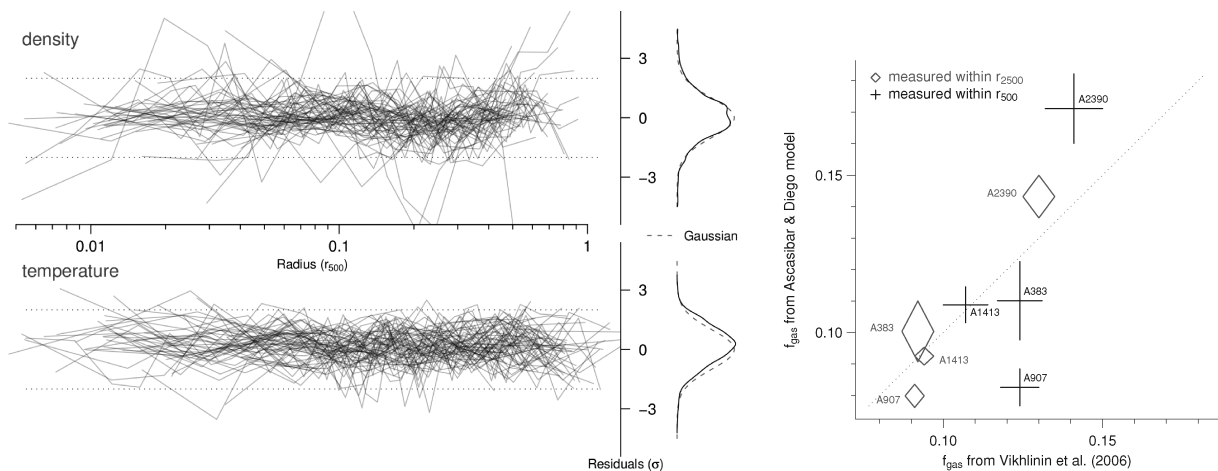 density
3
0
−3
0.01
0.1
1
Radius (r500)
Gaussian
temperature
3
0
−3
Residuals (σ)
measured within r2500
measured within r500
A2390
A2390
A383
A1413
A383
A1413
A907
A907
0.15
0.10
0.10
0.15
fgas from Ascasibar & Diego model
fgas from Vikhlinin et al. (2006)